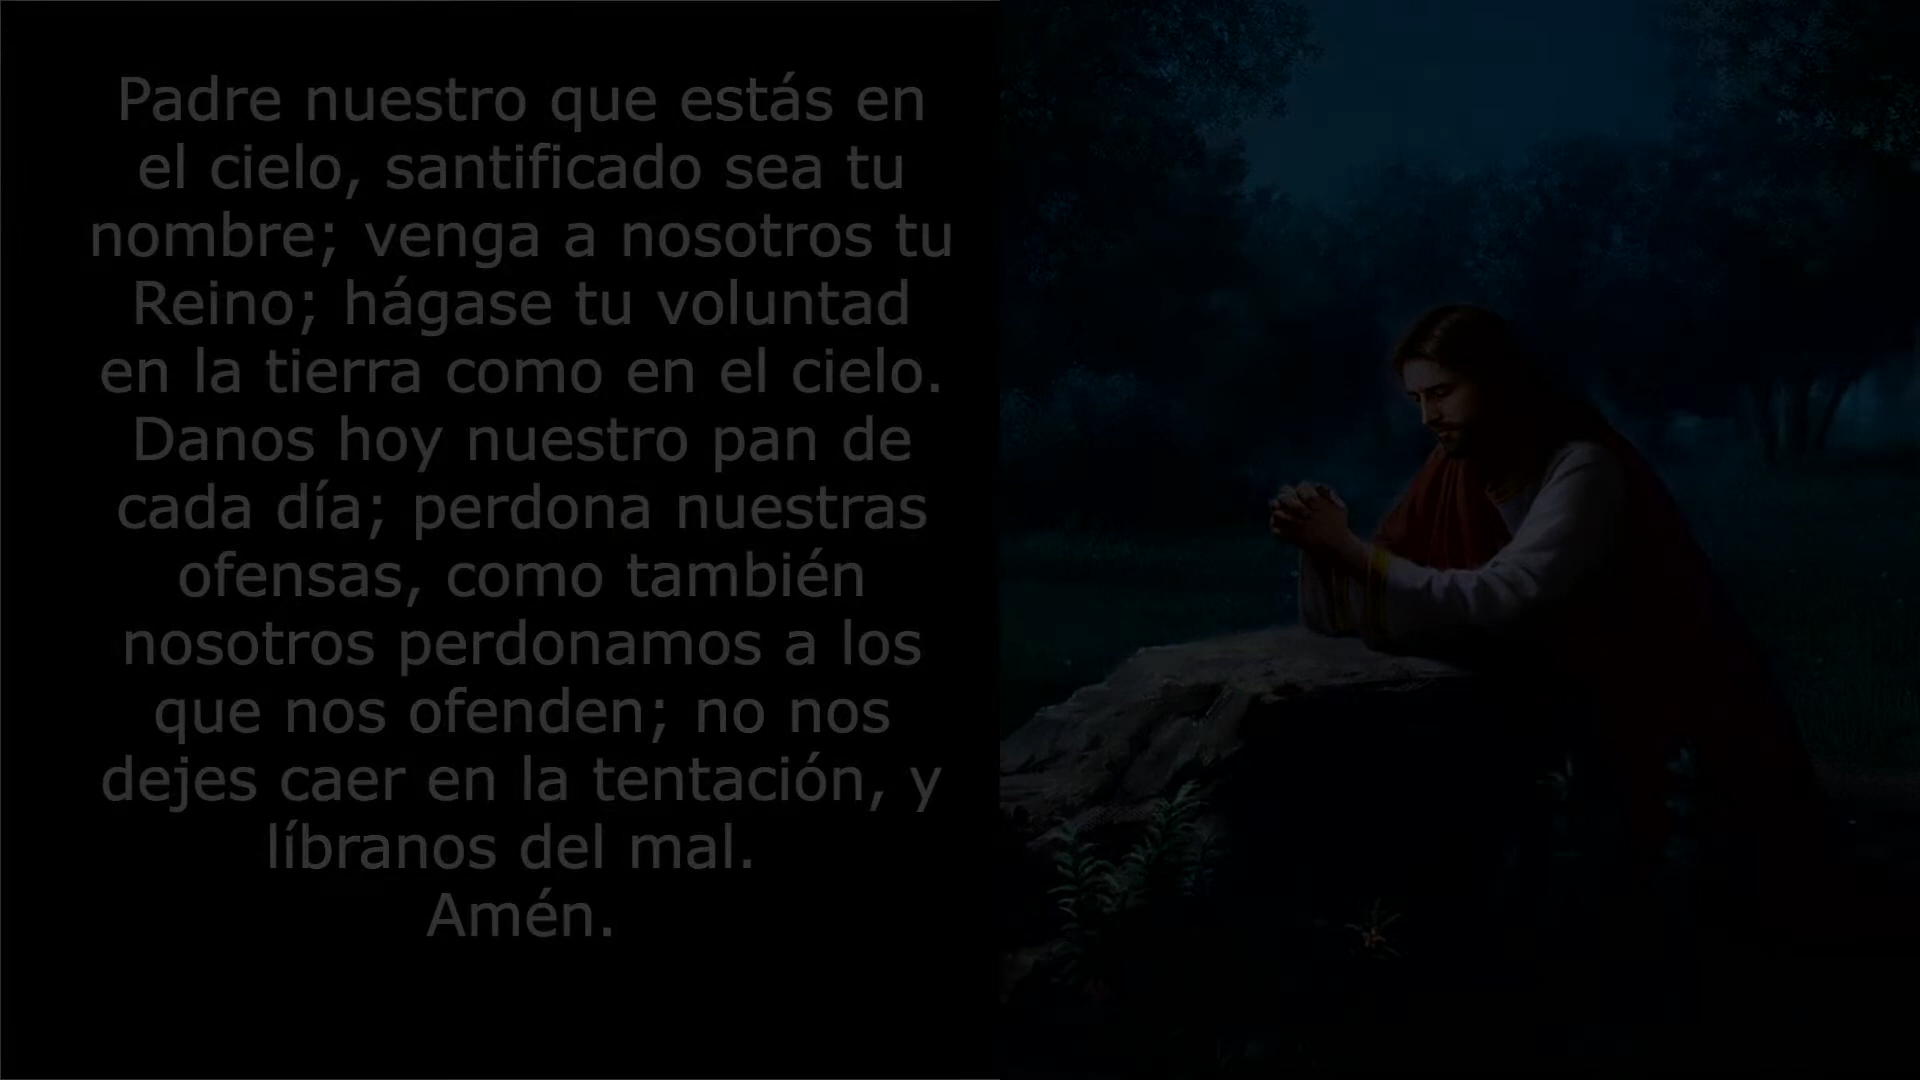 Padre nuestro que estás en
el cielo, santificado sea tu
nombre; venga a nosotros tu
Reino; hágase tu voluntad
en la tierra como en el cielo.
Danos hoy nuestro pan de
cada día; perdona nuestras
ofensas, como también
nosotros perdonamos a los
que nos ofenden; no nos
dejes caer en la tentación, y
líbranos del mal.
Amén.